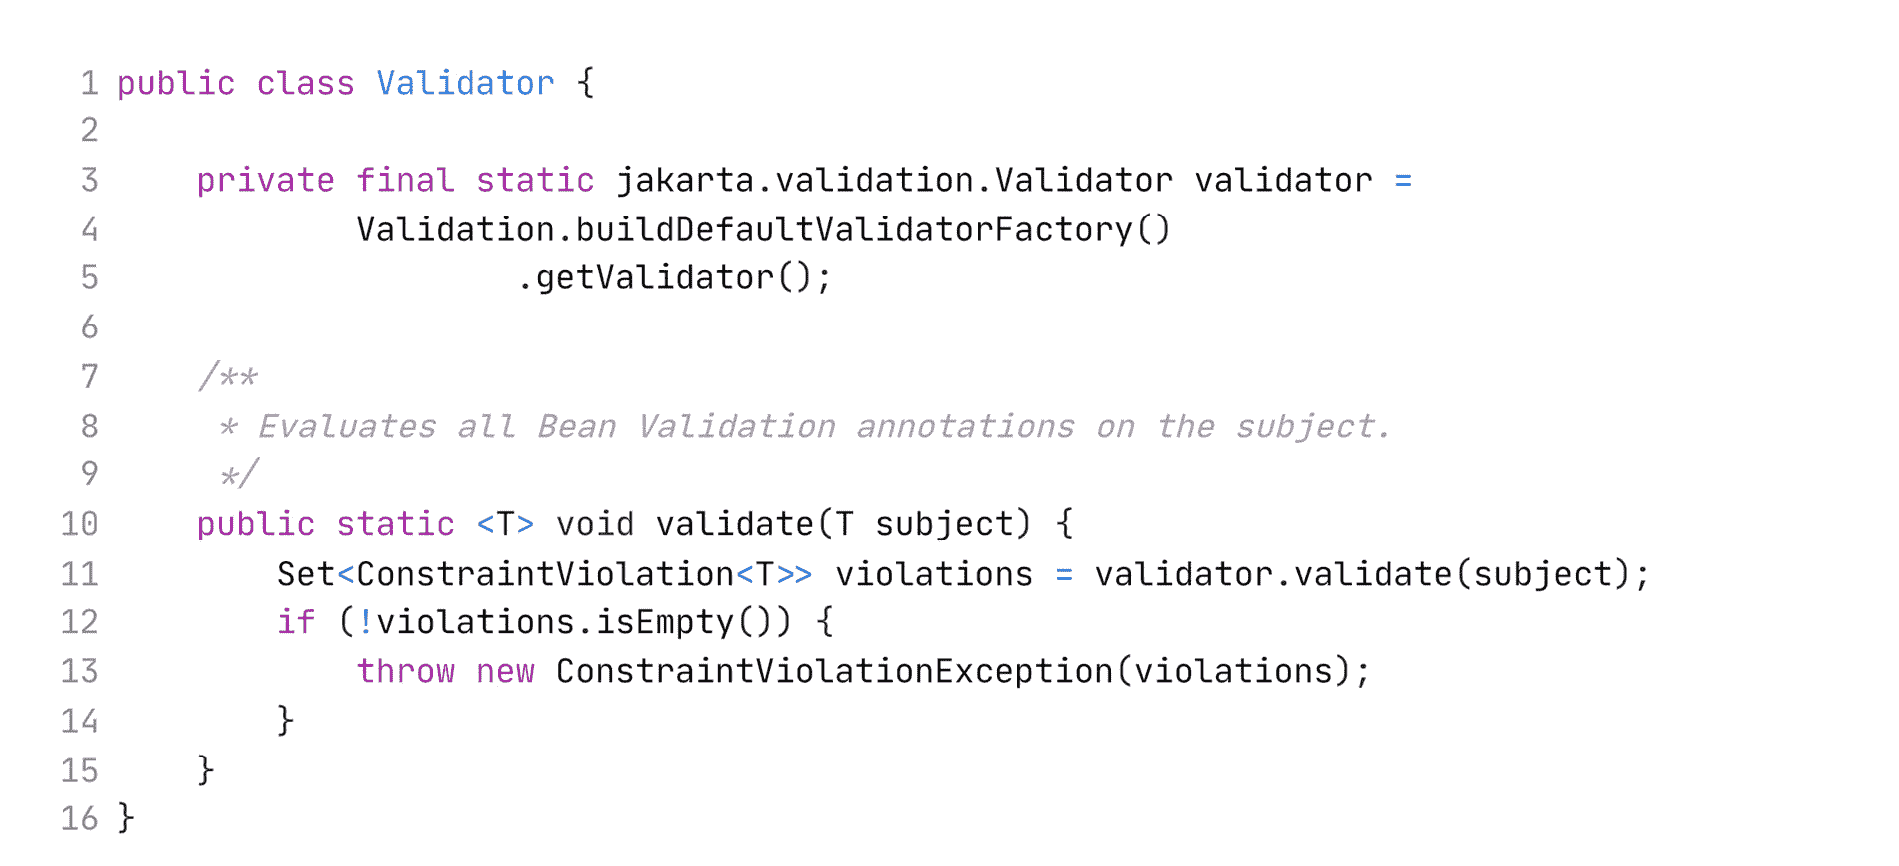 1 public class Validator {
2
3     private final static jakarta.validation.Validator validator =
4             Validation.buildDefaultValidatorFactory()
5                     .getValidator();
6
7     /**
8      * Evaluates all Bean Validation annotations on the subject.
9      */
10     public static <T> void validate(T subject) {
11         Set<ConstraintViolation<T>> violations = validator.validate(subject);
12         if (!violations.isEmpty()) {
13             throw new ConstraintViolationException(violations);
14         }
15     }
16 }